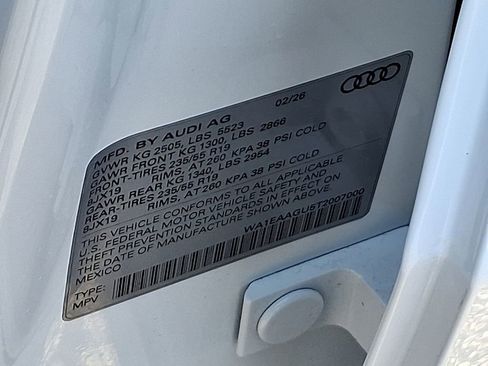 MFD. BY AUDI AG 02/26
GVWR KG 2505, LBS 5523
GAWR FRONT KG 1300, LBS 2866
FRONT-TIRES 235/55 R19
8JX19 RIMS, AT 260 KPA 38 PSI COLD
GAWR REAR KG 1340, LBS 2954
REAR-TIRES 235/55 R19
8JX19 RIMS, AT 260 KPA 38 PSI COLD
THIS VEHICLE CONFORMS TO ALL APPLICABLE
U.S. FEDERAL MOTOR VEHICLE SAFETY AND
THEFT PREVENTION STANDARDS IN EFFECT ON
THE DATE OF MANUFACTURE SHOWN ABOVE.
MEXICO WA1EAAGU5T2007000
TYPE:
MPV